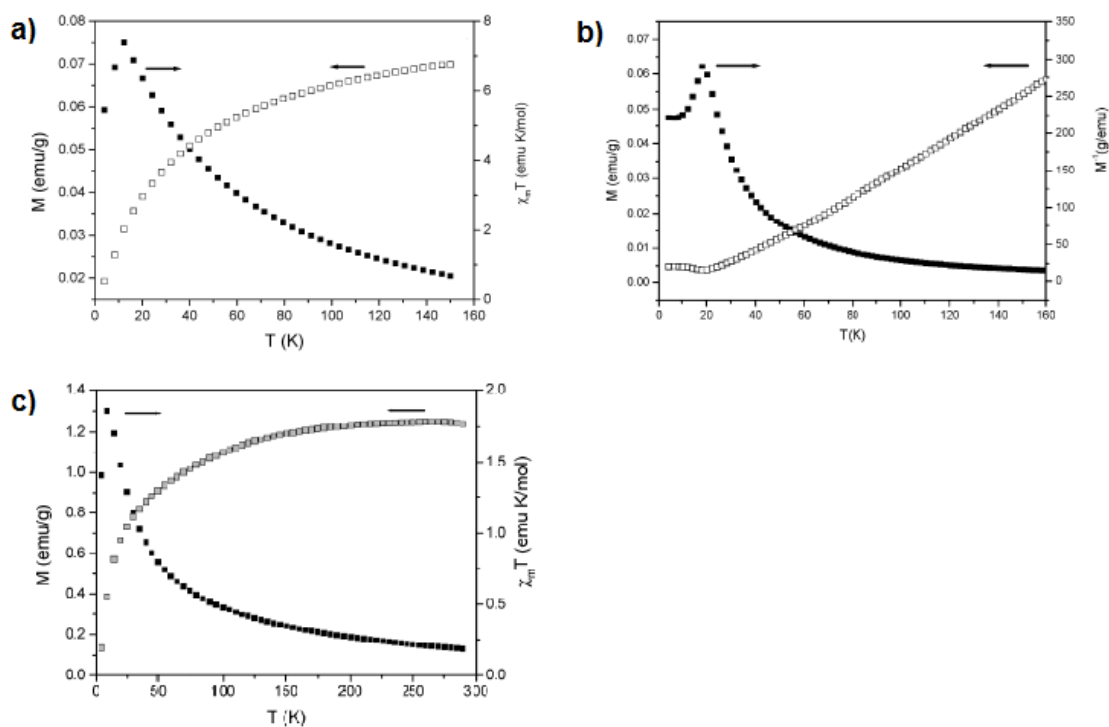 a)
M (emu/g)
0.08
0.07
0.06
0.05
0.04
0.03
0.02
8
6
4
2
0
χmT (emu K/mol)
0 20 40 60 80 100 120 140 160
T (K)
b)
M (emu/g)
0.07
0.06
0.05
0.04
0.03
0.02
0.01
0.00
350
300
250
200
150
100
50
0
M⁻¹(g/emu)
0 20 40 60 80 100 120 140 160
T(K)
c)
M (emu/g)
1.4
1.2
1.0
0.8
0.6
0.4
0.2
0.0
2.0
1.5
1.0
0.5
0.0
χmT (emu K/mol)
0 50 100 150 200 250 300
T (K)